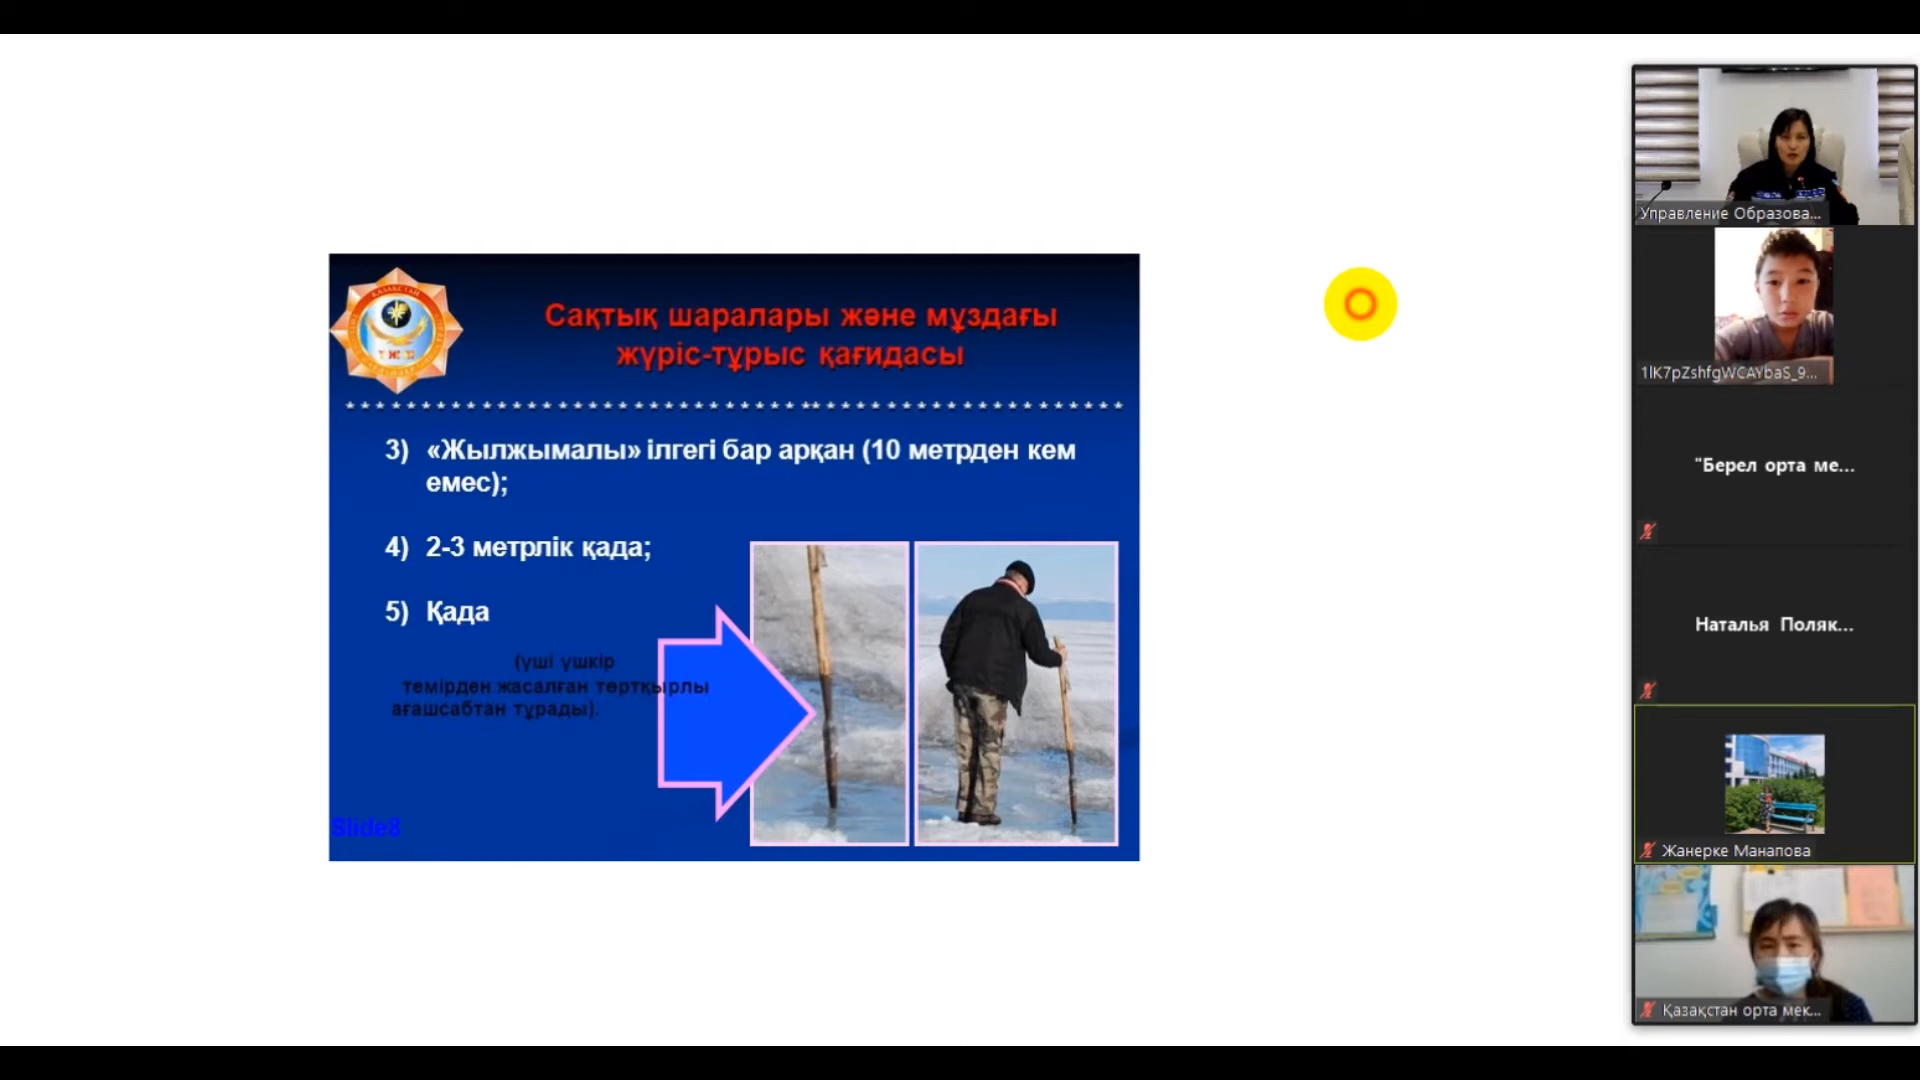 Сақтық шаралары және мұздағы
жүріс-тұрыс қағидасы
3) «Жылжымалы» ілгегі бар арқан (10 метрден кем
емес);
4) 2-3 метрлік қада;
5) Қада
(үші үшкір
темірден жасалған төртқырлы
ағашсабтан тұрады).
Slide8
ҚАЗАҚСТАН
Т Ж М
Управление Образова...
1lK7pZshfgWCAYbaS_9...
"Берел орта ме...
Наталья Поляк...
Жанерке Манапова
Қазақстан орта мек...